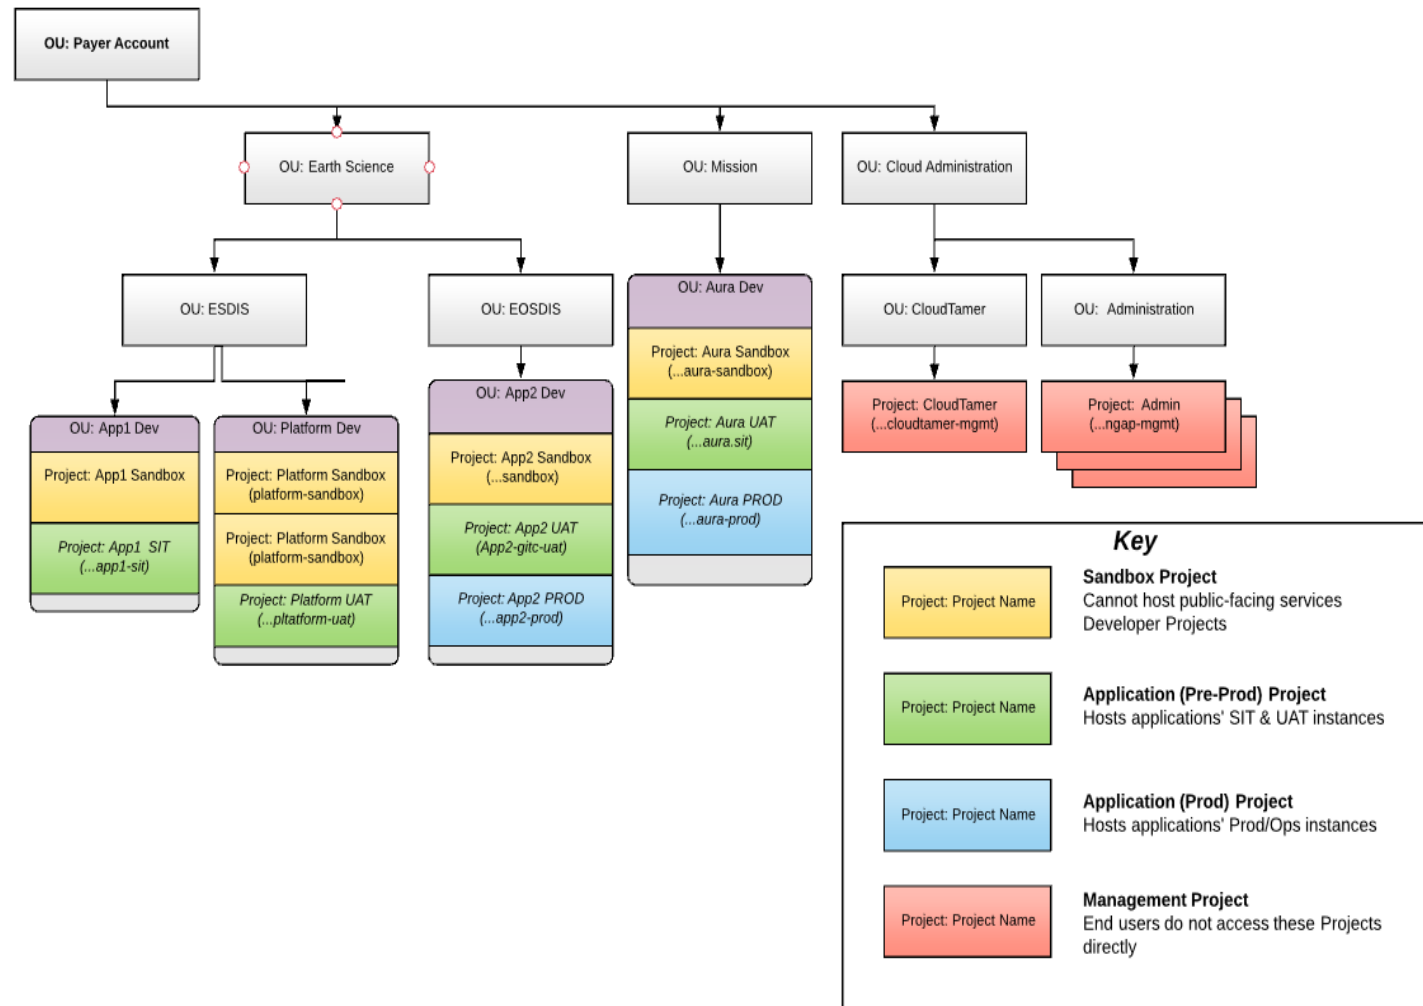 OU: Payer Account
OU: Earth Science
OU: Mission
OU: Cloud Administration
OU: ESDIS
OU: EOSDIS
OU: Aura Dev
Project: Aura Sandbox
(...aura-sandbox)
Project: Aura UAT
(...aura.sit)
Project: Aura PROD
(...aura-prod)
OU: CloudTamer
OU: Administration
Project: CloudTamer
(...cloudtamer-mgmt)
Project: Admin
(...ngap-mgmt)
OU: App1 Dev
Project: App1 Sandbox
Project: App1 SIT
(...app1-sit)
OU: Platform Dev
Project: Platform Sandbox
(platform-sandbox)
Project: Platform Sandbox
(platform-sandbox)
Project: Platform UAT
(...pltatform-uat)
OU: App2 Dev
Project: App2 Sandbox
(...sandbox)
Project: App2 UAT
(App2-gitc-uat)
Project: App2 PROD
(...app2-prod)
Key
Project: Project Name
Sandbox Project
Cannot host public-facing services
Developer Projects
Project: Project Name
Application (Pre-Prod) Project
Hosts applications' SIT & UAT instances
Project: Project Name
Application (Prod) Project
Hosts applications' Prod/Ops instances
Project: Project Name
Management Project
End users do not access these Projects
directly